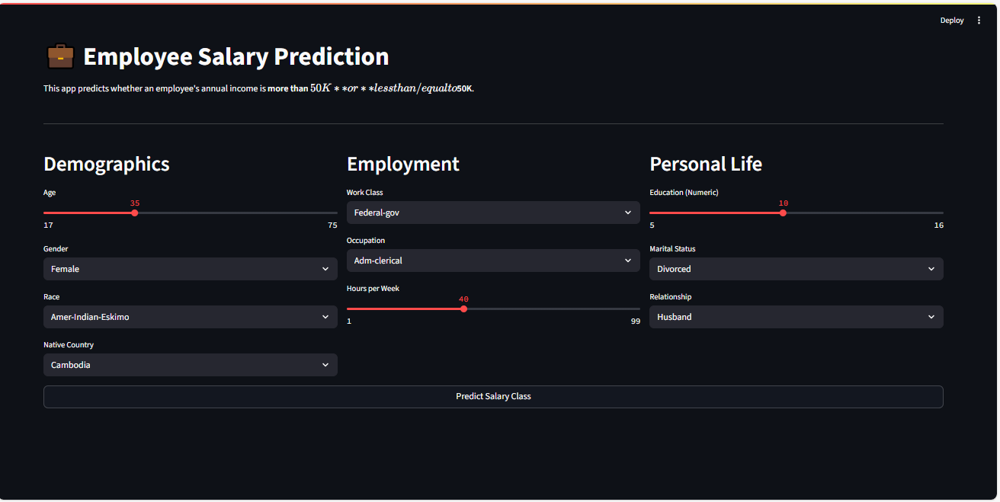 Deploy
Employee Salary Prediction
This app predicts whether an employee's annual income is more than 50K **or **lessthan/equalto50K.
Demographics
Age
35
17 75
Gender
Female
Race
Amer-Indian-Eskimo
Native Country
Cambodia
Employment
Work Class
Federal-gov
Occupation
Adm-clerical
Hours per Week
40
1 99
Personal Life
Education (Numeric)
10
5 16
Marital Status
Divorced
Relationship
Husband
Predict Salary Class